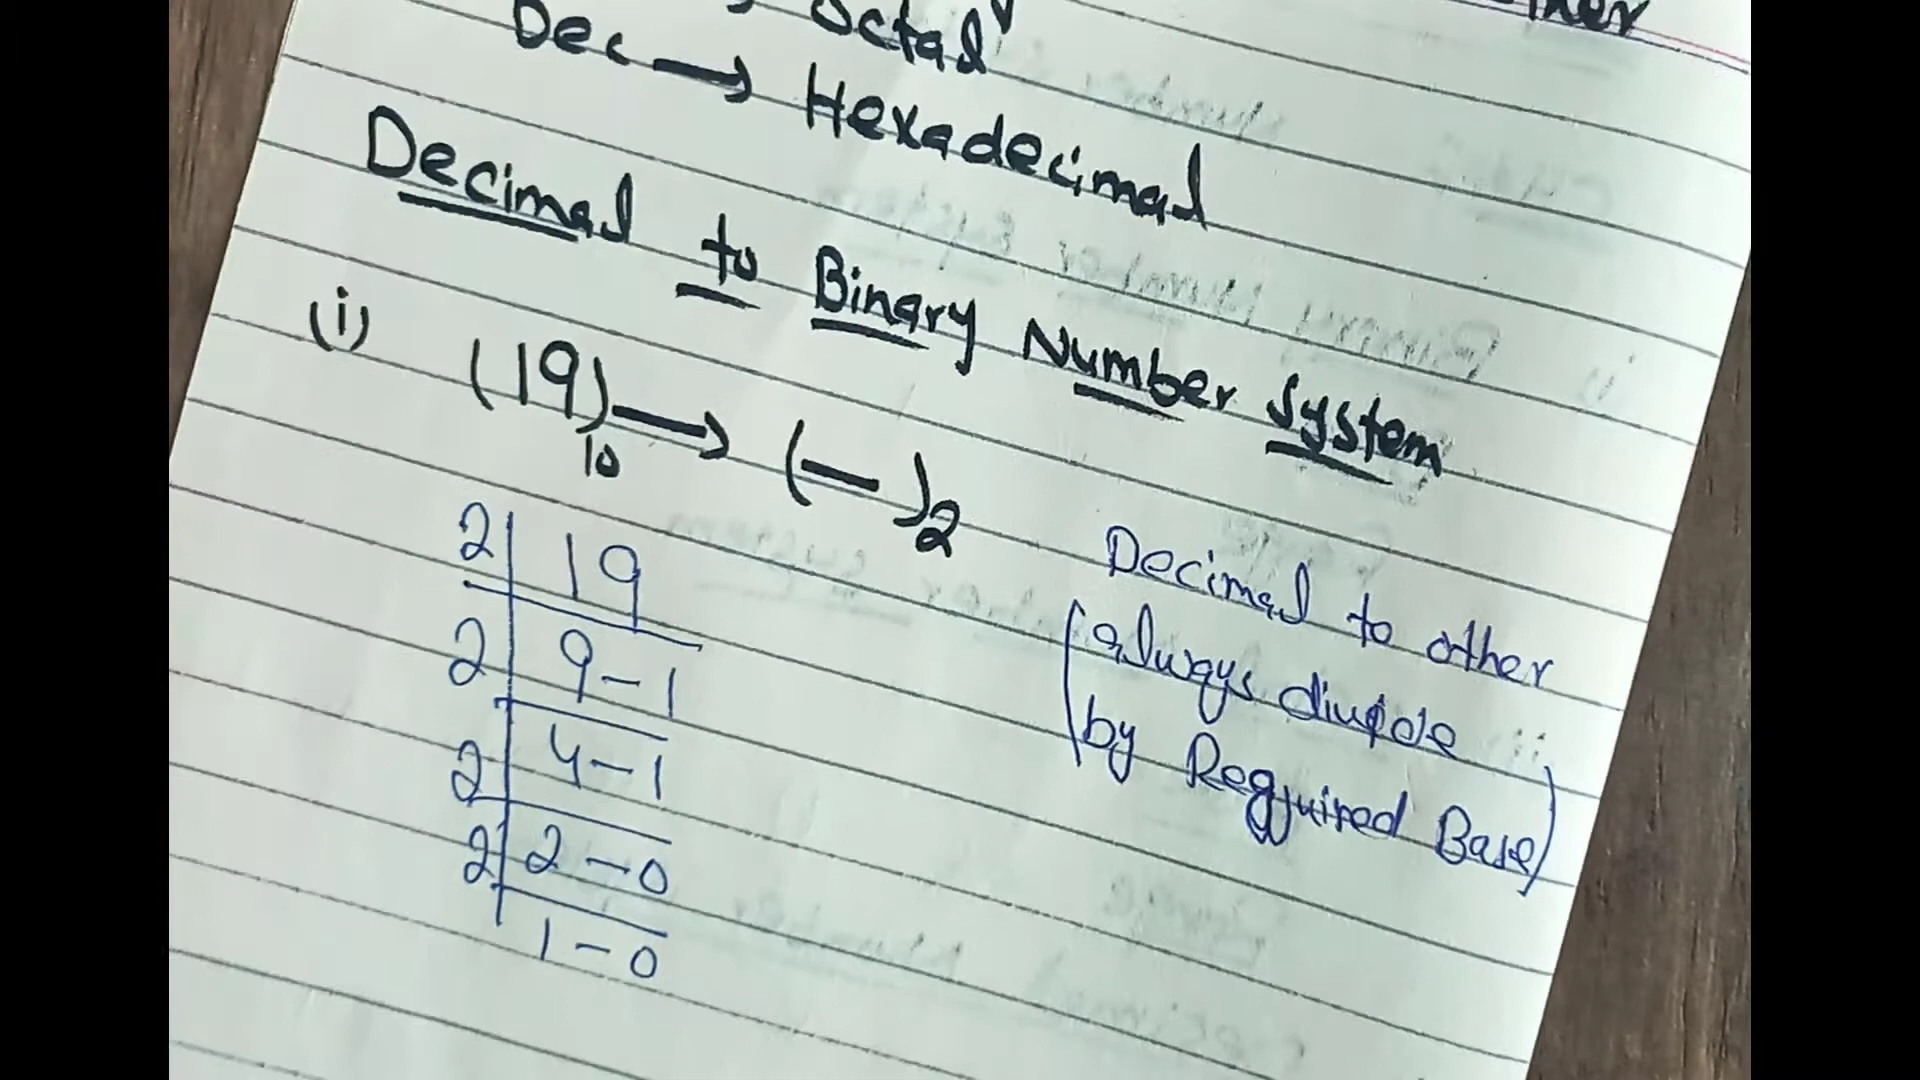 Octal
Dec → Hexadecimal
Decimal to Binary Number System
(i) (19)10 → (—)2
2 | 19
2 | 9 – 1
2 | 4 – 1
2 | 2 – 0
1 – 0
Decimal to other
(always divide
by Required Base)